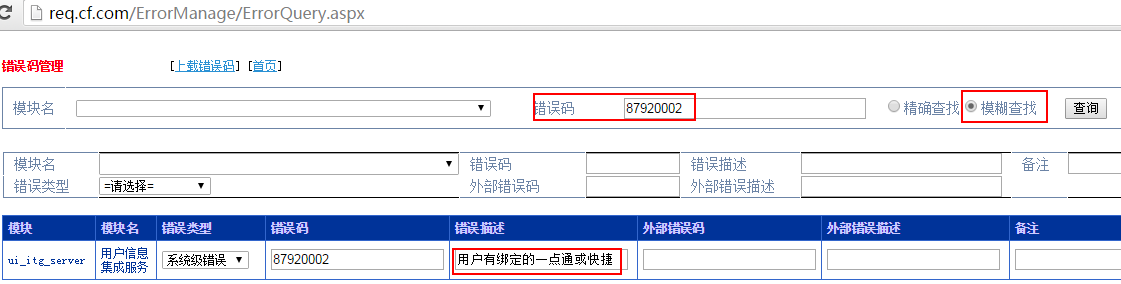 req.cf.com/ErrorManage/ErrorQuery.aspx
错误码管理 [上载错误码] [首页]
模块名 错误码 87920002 精确查找 模糊查找 查询
模块名 错误码 错误描述 备注
错误类型 =请选择= 外部错误码 外部错误描述
模块 模块名 错误类型 错误码 错误描述 外部错误码 外部错误描述 备注
ui_itg_server 用户信息 系统级错误 87920002 用户有绑定的一点通或快捷
集成服务